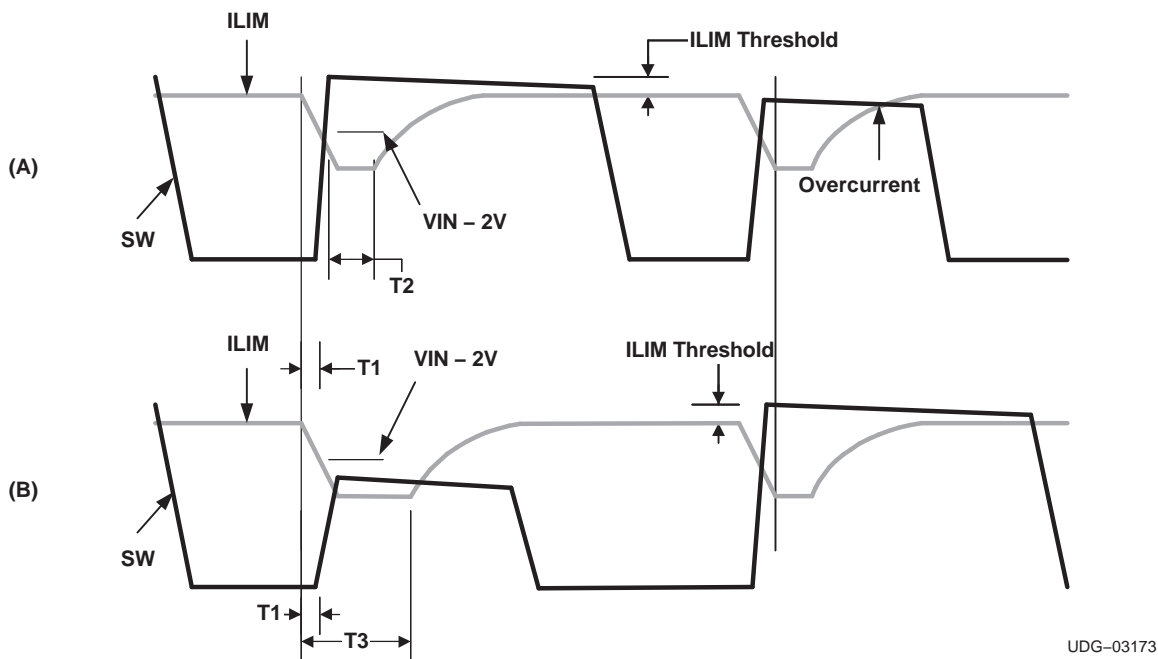 ILIM
ILIM Threshold
(A)
Overcurrent
VIN – 2V
SW
T2
ILIM
T1
VIN – 2V
ILIM Threshold
(B)
SW
T1
T3
UDG–03173